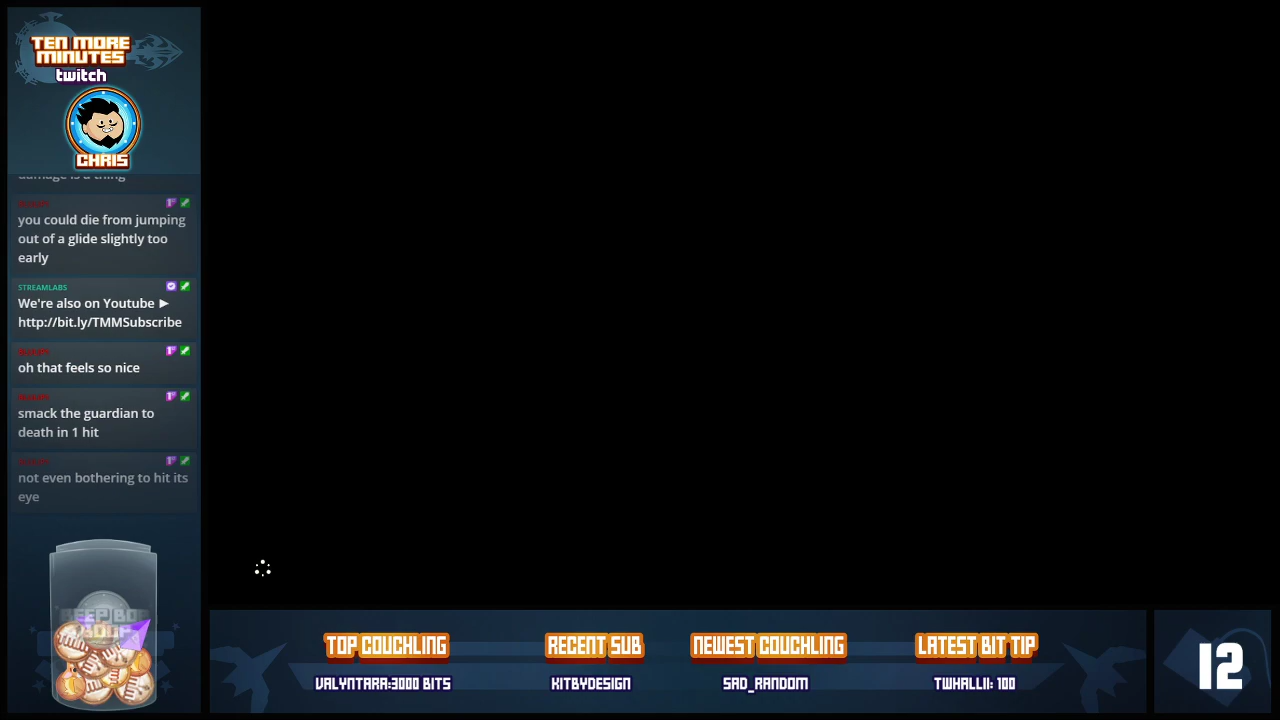 TEN MORE
MINUTES
twitch
CHRIS
damage is a thing
you could die from jumping
out of a glide slightly too
early
STREAMLABS
We're also on Youtube ▶
http://bit.ly/TMMSubscribe
oh that feels so nice
smack the guardian to
death in 1 hit
not even bothering to hit its
eye
TOP COUCHLING
RECENT SUB
NEWEST COUCHLING
LATEST BIT TIP
VALYNTARA:3000 BITS
KITBYDESIGN
SAD_RANDOM
TWHALLII: 100
12